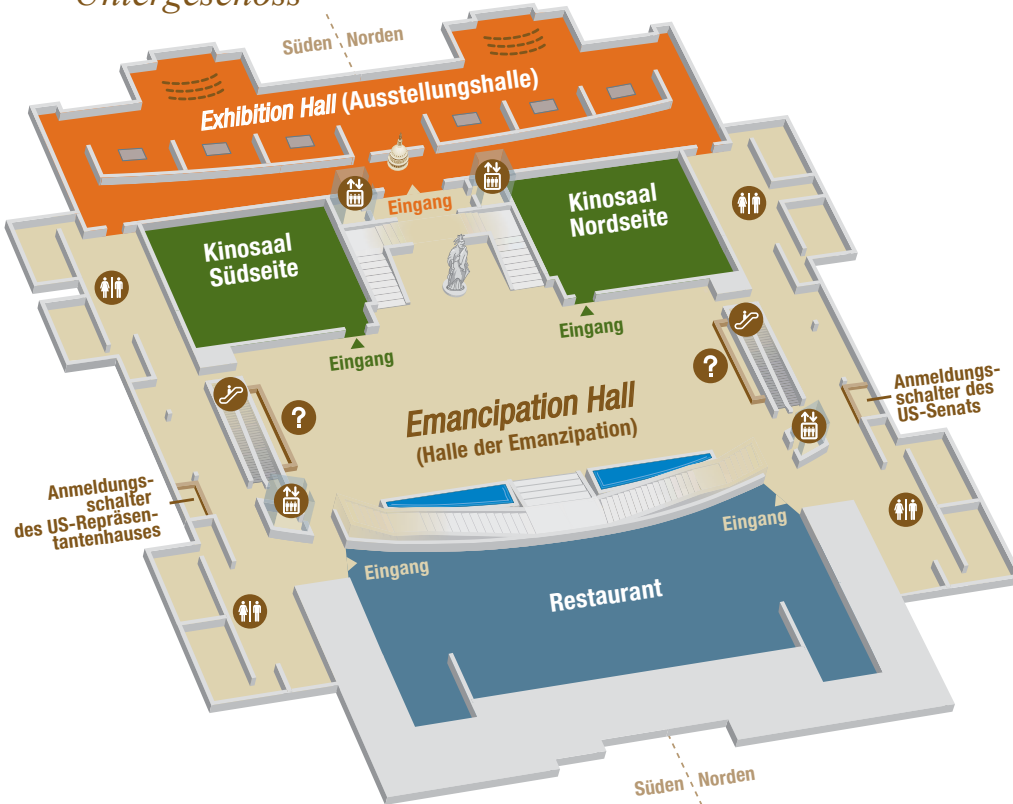 Untergeschoss
Süden Norden
Exhibition Hall (Ausstellungshalle)
Eingang
Kinosaal
Nordseite
Kinosaal
Südseite
Eingang
Eingang
?
?
Anmeldungs-
schalter des
US-Senats
Emancipation Hall
(Halle der Emanzipation)
Anmeldungs-
schalter
des US-Repräsen-
tantenhauses
Eingang
Eingang
Restaurant
Süden Norden